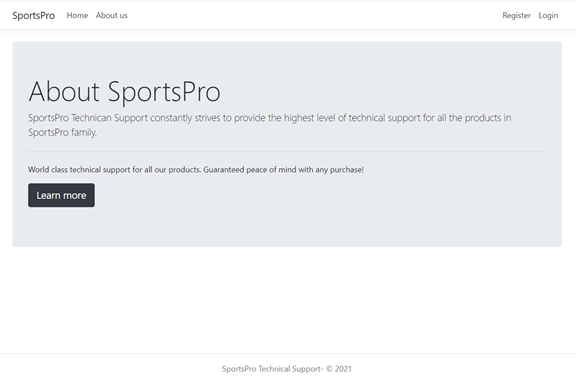 SportsPro Home About us Register Login
About SportsPro
SportsPro Technican Support constantly strives to provide the highest level of technical support for all the products in
SportsPro family.
World class technical support for all our products. Guaranteed peace of mind with any purchase!
Learn more
SportsPro Technical Support- © 2021